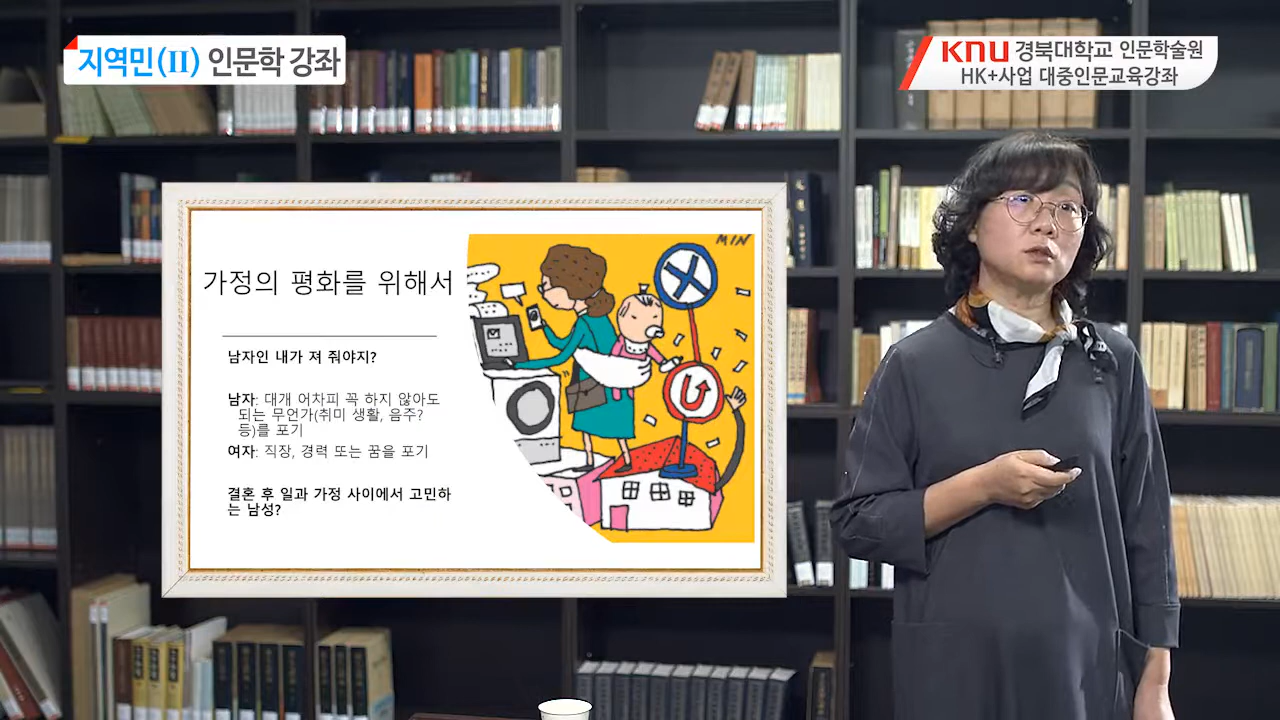 지역민(II) 인문학 강좌
KNU 경북대학교 인문학술원
HK+사업 대중인문교육강좌
MIN
가정의 평화를 위해서
남자인 내가 져 줘야지?
남자: 대개 어차피 꼭 하지 않아도
되는 무언가(취미 생활, 음주?
등)를 포기
여자: 직장, 경력 또는 꿈을 포기
결혼 후 일과 가정 사이에서 고민하
는 남성?